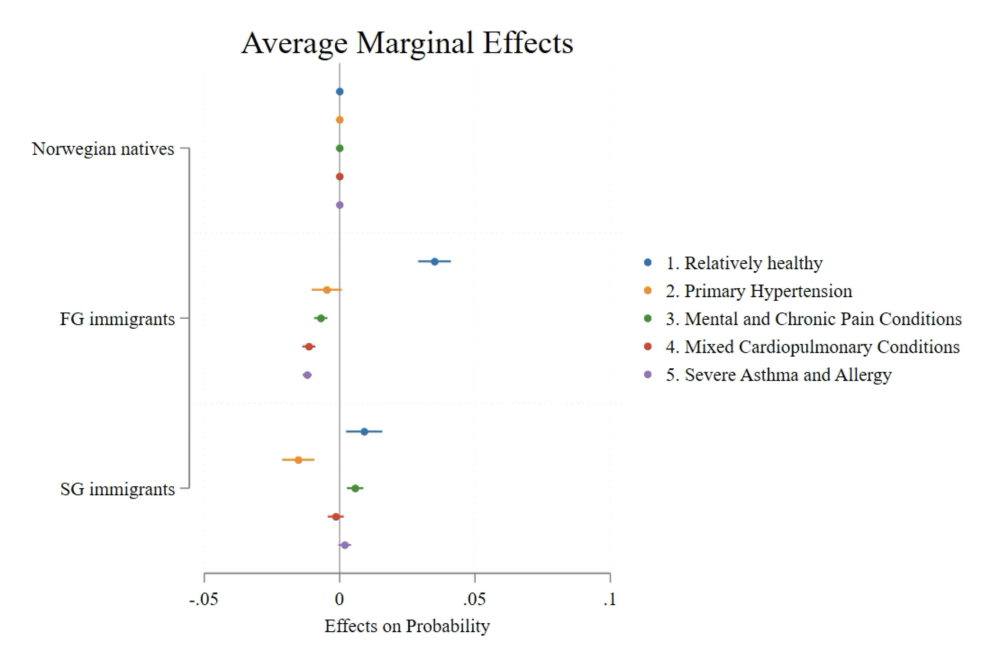 Average Marginal Effects
Norwegian natives
FG immigrants
SG immigrants
1. Relatively healthy
2. Primary Hypertension
3. Mental and Chronic Pain Conditions
4. Mixed Cardiopulmonary Conditions
5. Severe Asthma and Allergy
-.05 0 .05 .1
Effects on Probability